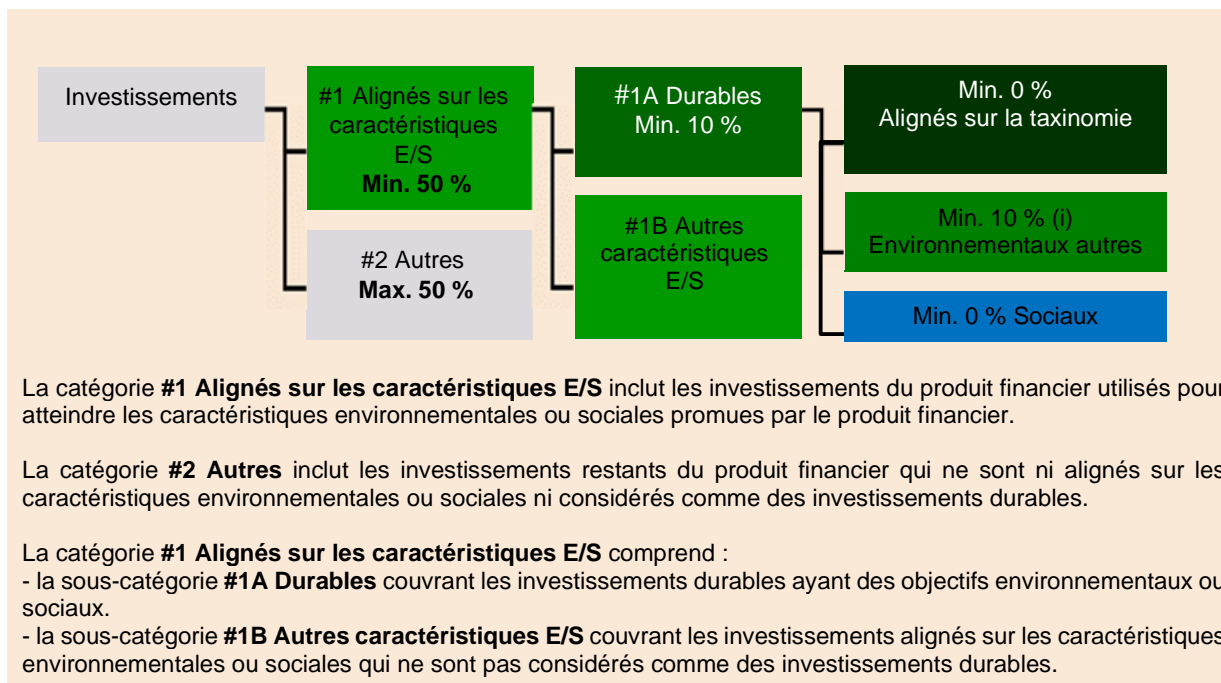 Investissements
#1 Alignés sur les
caractéristiques
E/S
Min. 50 %
#2 Autres
Max. 50 %
#1A Durables
Min. 10 %
#1B Autres
caractéristiques
E/S
Min. 0 %
Alignés sur la taxinomie
Min. 10 % (i)
Environnementaux autres
Min. 0 % Sociaux
La catégorie #1 Alignés sur les caractéristiques E/S inclut les investissements du produit financier utilisés pour
atteindre les caractéristiques environnementales ou sociales promues par le produit financier.
La catégorie #2 Autres inclut les investissements restants du produit financier qui ne sont ni alignés sur les
caractéristiques environnementales ou sociales ni considérés comme des investissements durables.
La catégorie #1 Alignés sur les caractéristiques E/S comprend :
- la sous-catégorie #1A Durables couvrant les investissements durables ayant des objectifs environnementaux ou
sociaux.
- la sous-catégorie #1B Autres caractéristiques E/S couvrant les investissements alignés sur les caractéristiques
environnementales ou sociales qui ne sont pas considérés comme des investissements durables.